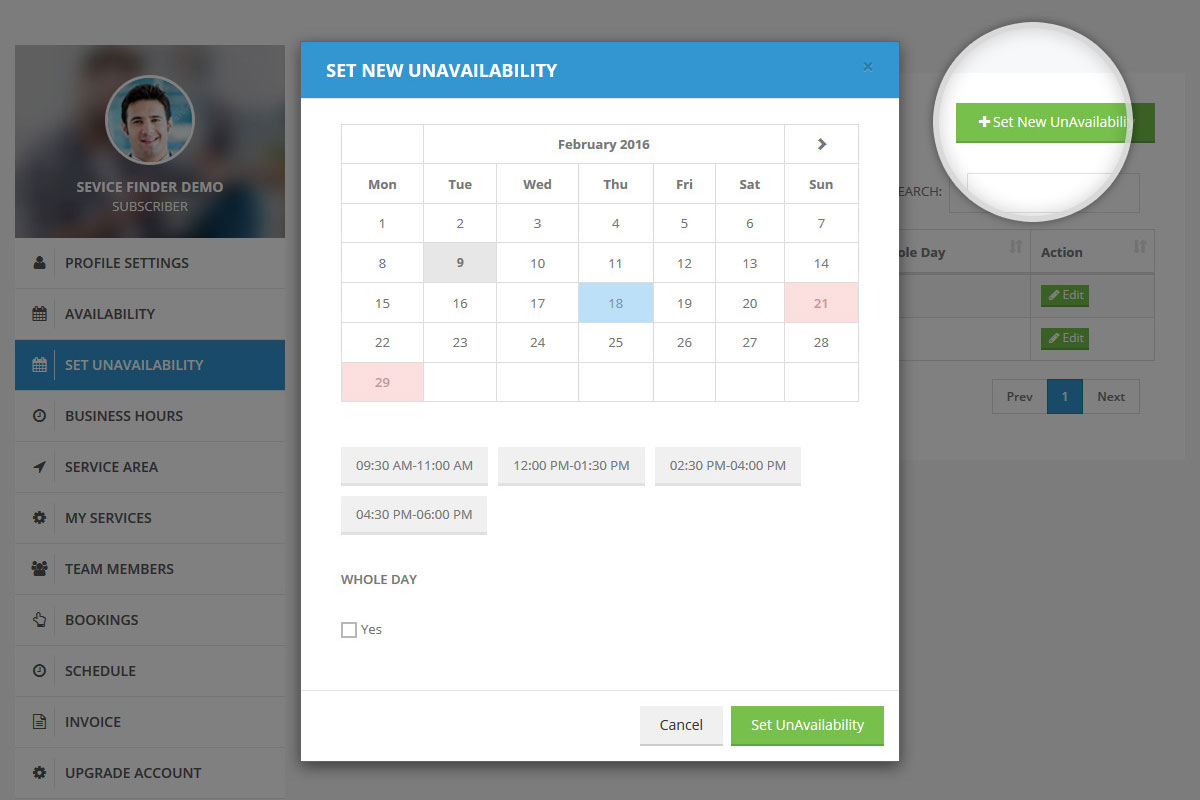 SEVICE FINDER DEMO
SUBSCRIBER
PROFILE SETTINGS
AVAILABILITY
SET UNAVAILABILITY
BUSINESS HOURS
SERVICE AREA
MY SERVICES
TEAM MEMBERS
BOOKINGS
SCHEDULE
INVOICE
UPGRADE ACCOUNT
SET NEW UNAVAILABILITY ×
February 2016
Mon Tue Wed Thu Fri Sat Sun
1 2 3 4 5 6 7
8 9 10 11 12 13 14
15 16 17 18 19 20 21
22 23 24 25 26 27 28
29
09:30 AM-11:00 AM 12:00 PM-01:30 PM 02:30 PM-04:00 PM
04:30 PM-06:00 PM
WHOLE DAY
Yes
Cancel Set UnAvailability
+ Set New UnAvailabili
EARCH:
ole Day Action
Edit
Edit
Prev 1 Next